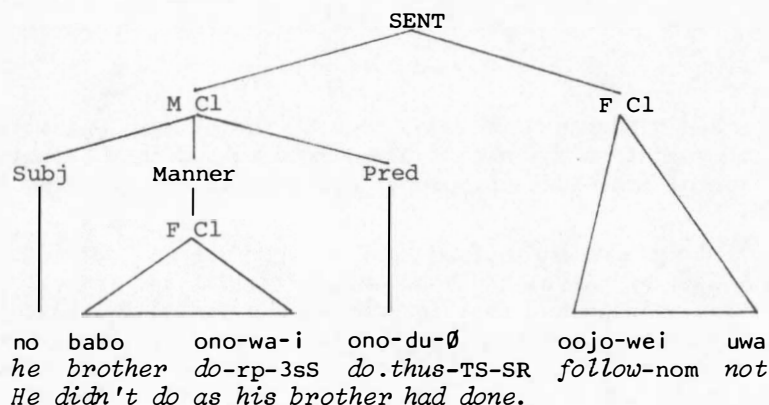 SENT
M Cl F Cl
Subj Manner Pred
F Cl
no babo ono-wa-i ono-du-Ø oojo-wei uwa
he brother do-rp-3sS do.thus-TS-SR follow-nom not
He didn't do as his brother had done.